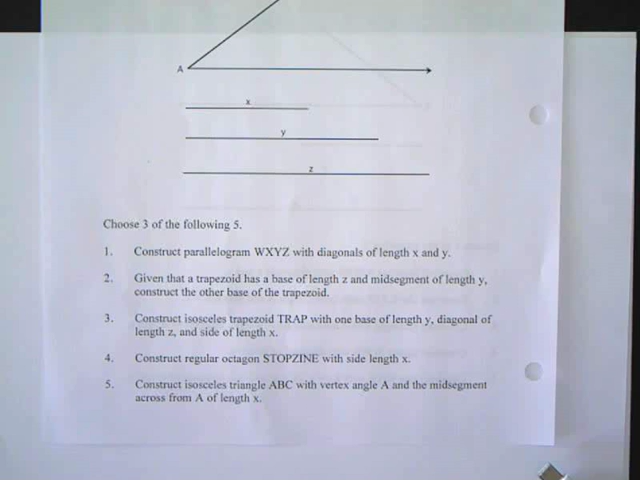 A
x
y
z
Choose 3 of the following 5.
1. Construct parallelogram WXYZ with diagonals of length x and y.
2. Given that a trapezoid has a base of length z and midsegment of length y,
construct the other base of the trapezoid.
3. Construct isosceles trapezoid TRAP with one base of length y, diagonal of
length z, and side of length x.
4. Construct regular octagon STOPZINE with side length x.
5. Construct isosceles triangle ABC with vertex angle A and the midsegment
across from A of length x.